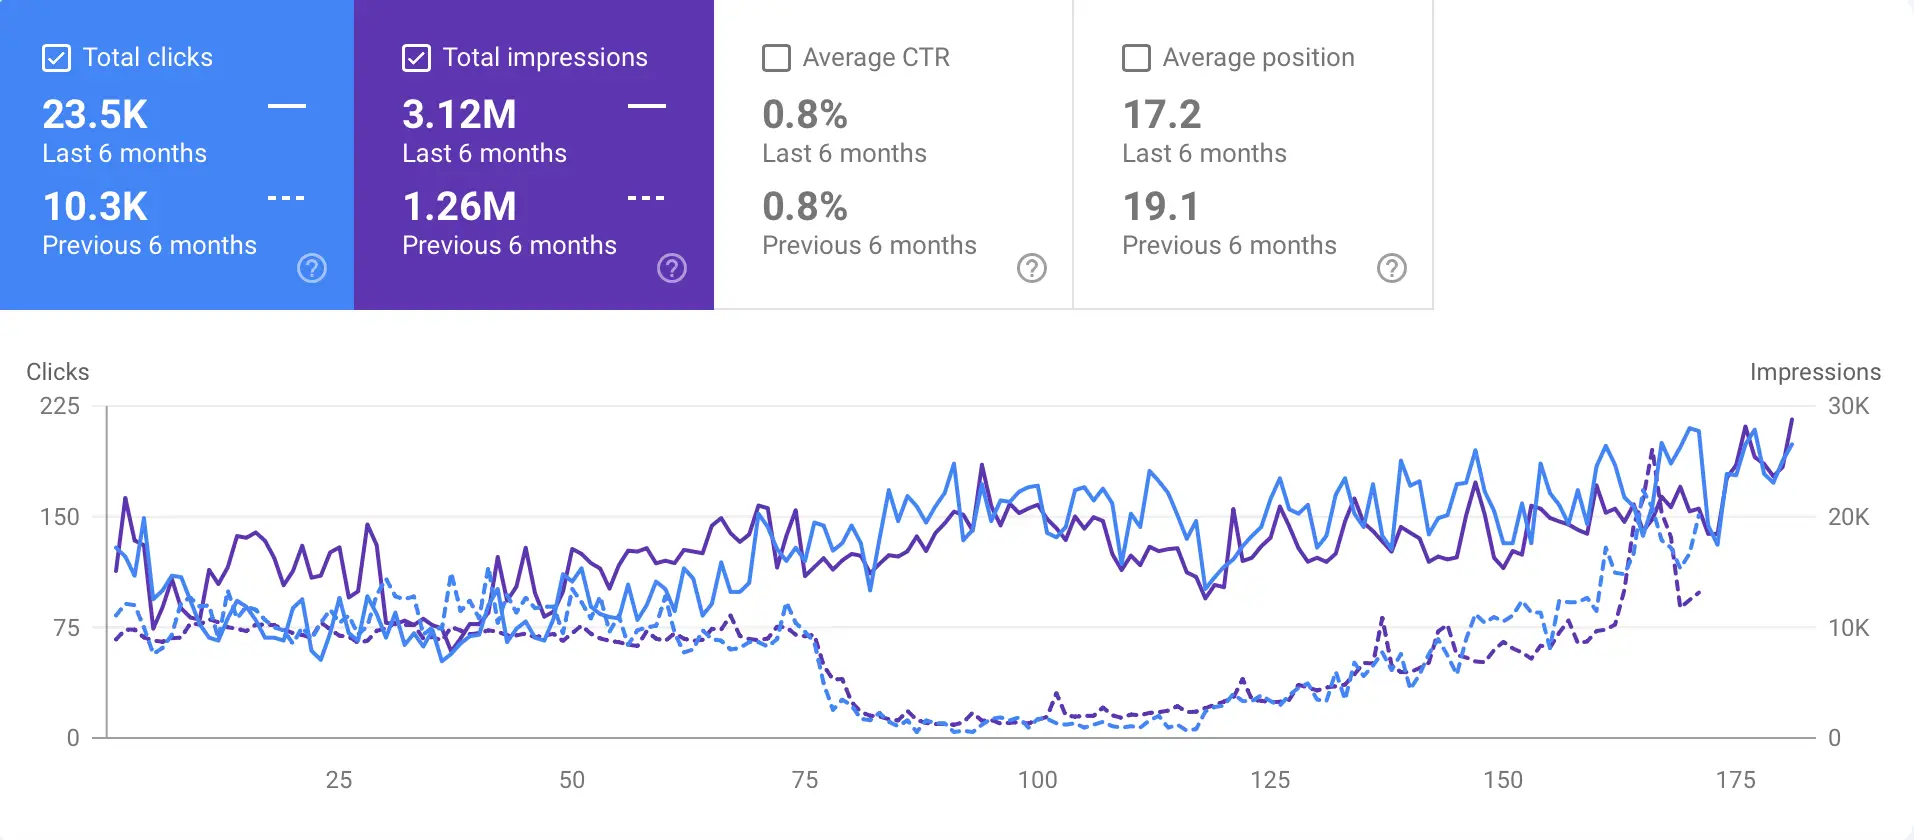 Total clicks
23.5K
Last 6 months
10.3K
Previous 6 months
Total impressions
3.12M
Last 6 months
1.26M
Previous 6 months
Average CTR
0.8%
Last 6 months
0.8%
Previous 6 months
Average position
17.2
Last 6 months
19.1
Previous 6 months
Clicks
Impressions
225
150
75
0
30K
20K
10K
0
25 50 75 100 125 150 175